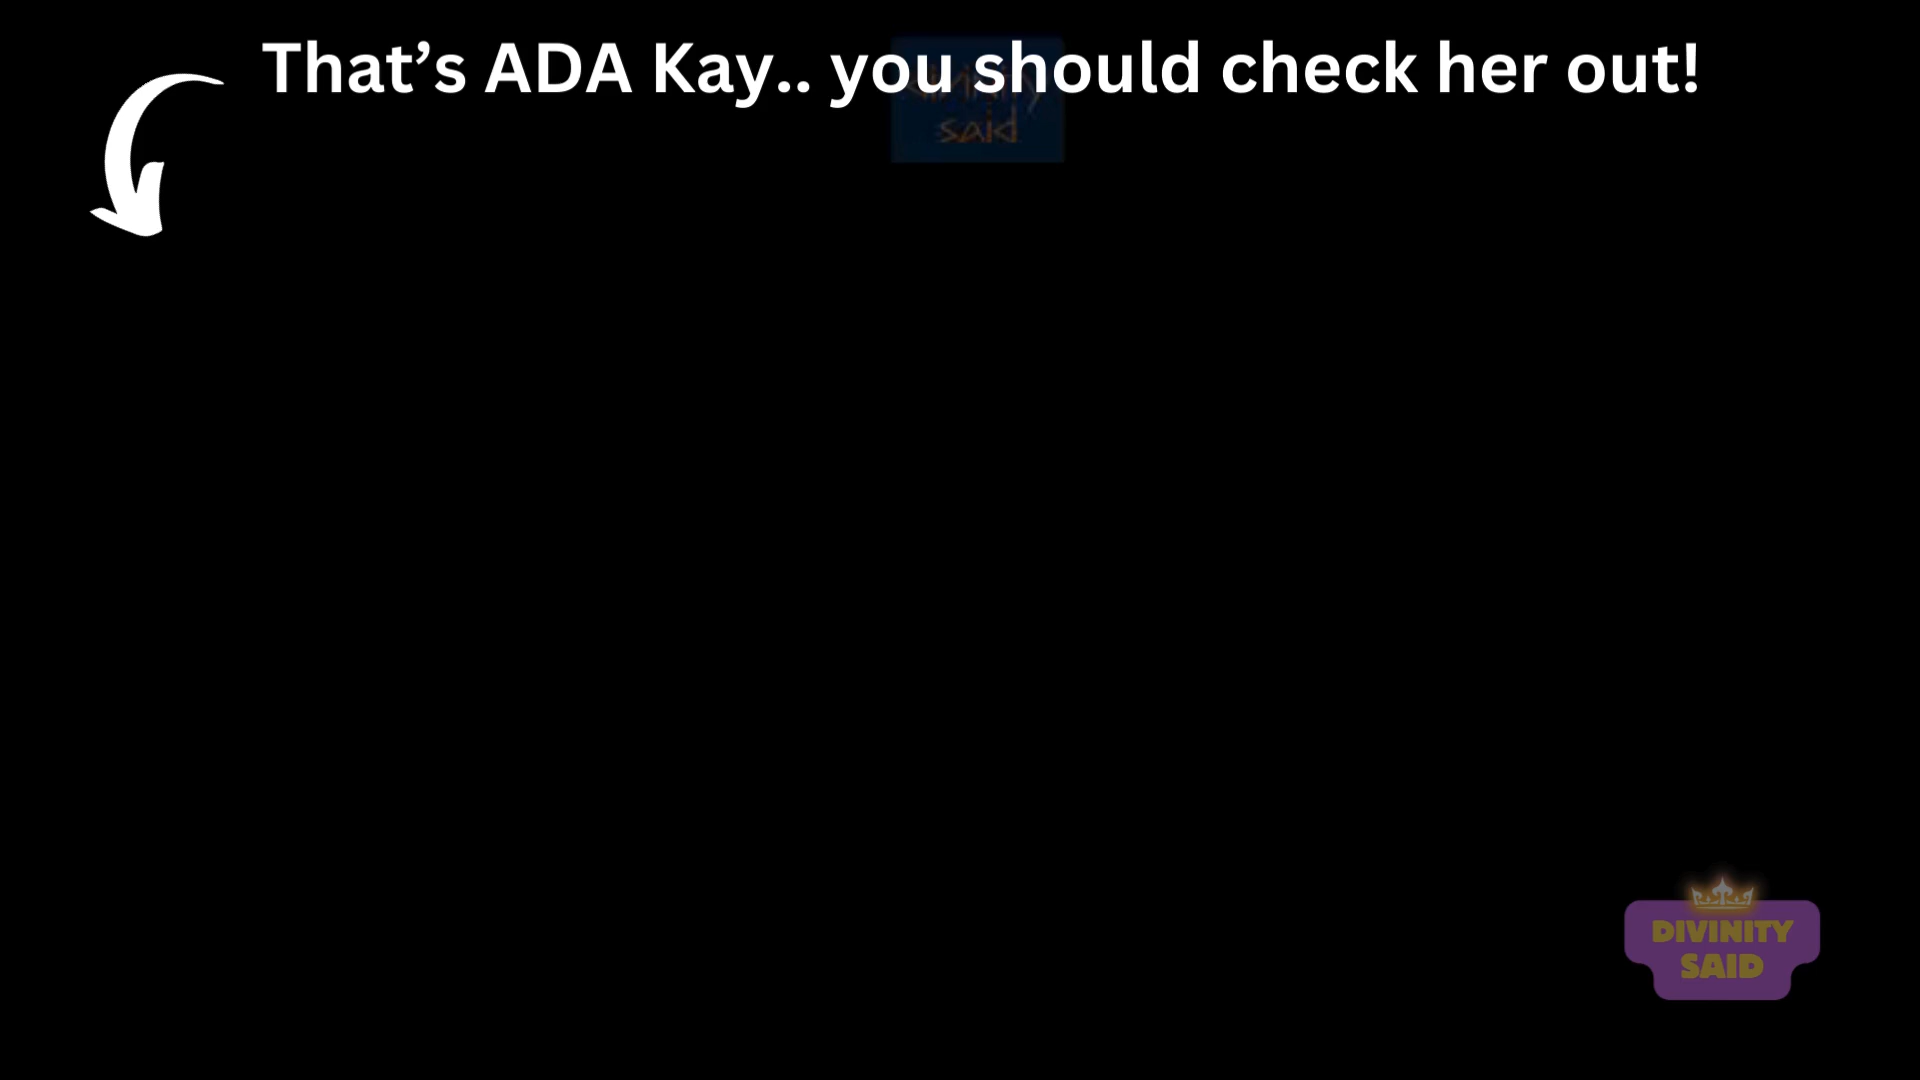 That’s ADA Kay.. you should check her out!
said
DIVINITY
SAID